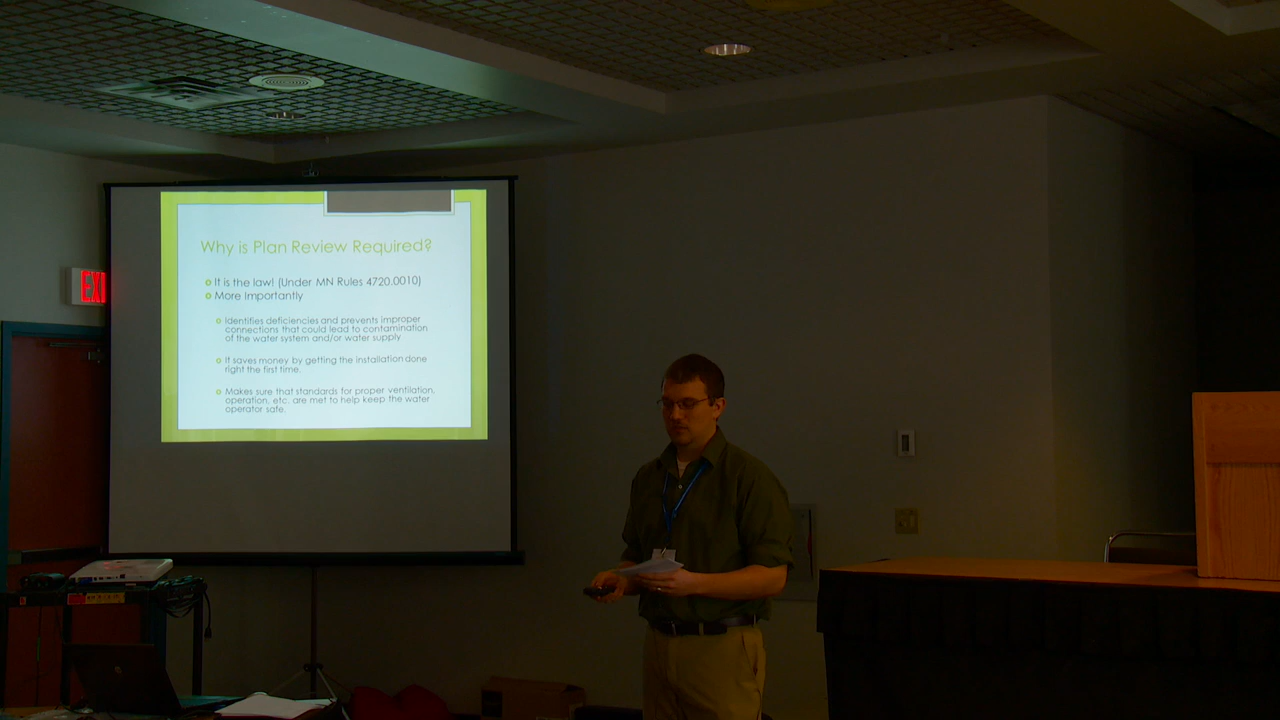 Why is Plan Review Required?
It is the law! (Under MN Rules 4720.0010)
More Importantly
Identifies deficiencies and prevents improper
connections that could lead to contamination
of the water system and/or water supply
It saves money by getting the installation done
right the first time.
Makes sure that standards for proper ventilation,
operation, etc. are met to help keep the water
operator safe.
EXI